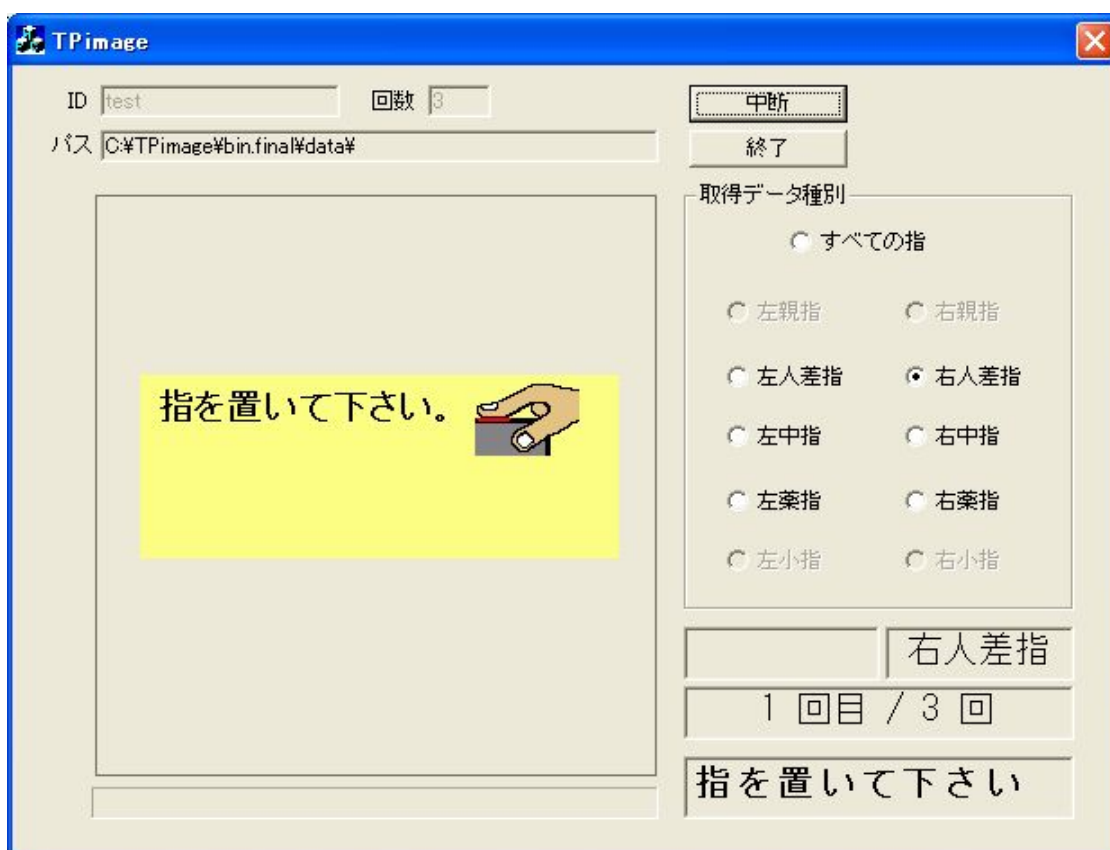 TPimage
ID test 回数 3
中断
パス C:¥TPimage¥bin.final¥data¥
終了
取得データ種別
すべての指
左親指 右親指
左人差指 右人差指
指を置いて下さい。
左中指 右中指
左薬指 右薬指
左小指 右小指
右人差指
1 回目 / 3 回
指を置いて下さい